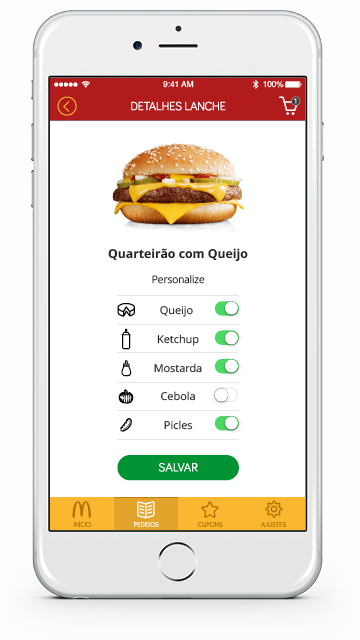 9:41 AM 100%
DETALHES LANCHE
1
Quarteirão com Queijo
Personalize
Queijo
Ketchup
Mostarda
Cebola
Picles
SALVAR
INÍCIO PEDIDOS CUPONS AJUSTES